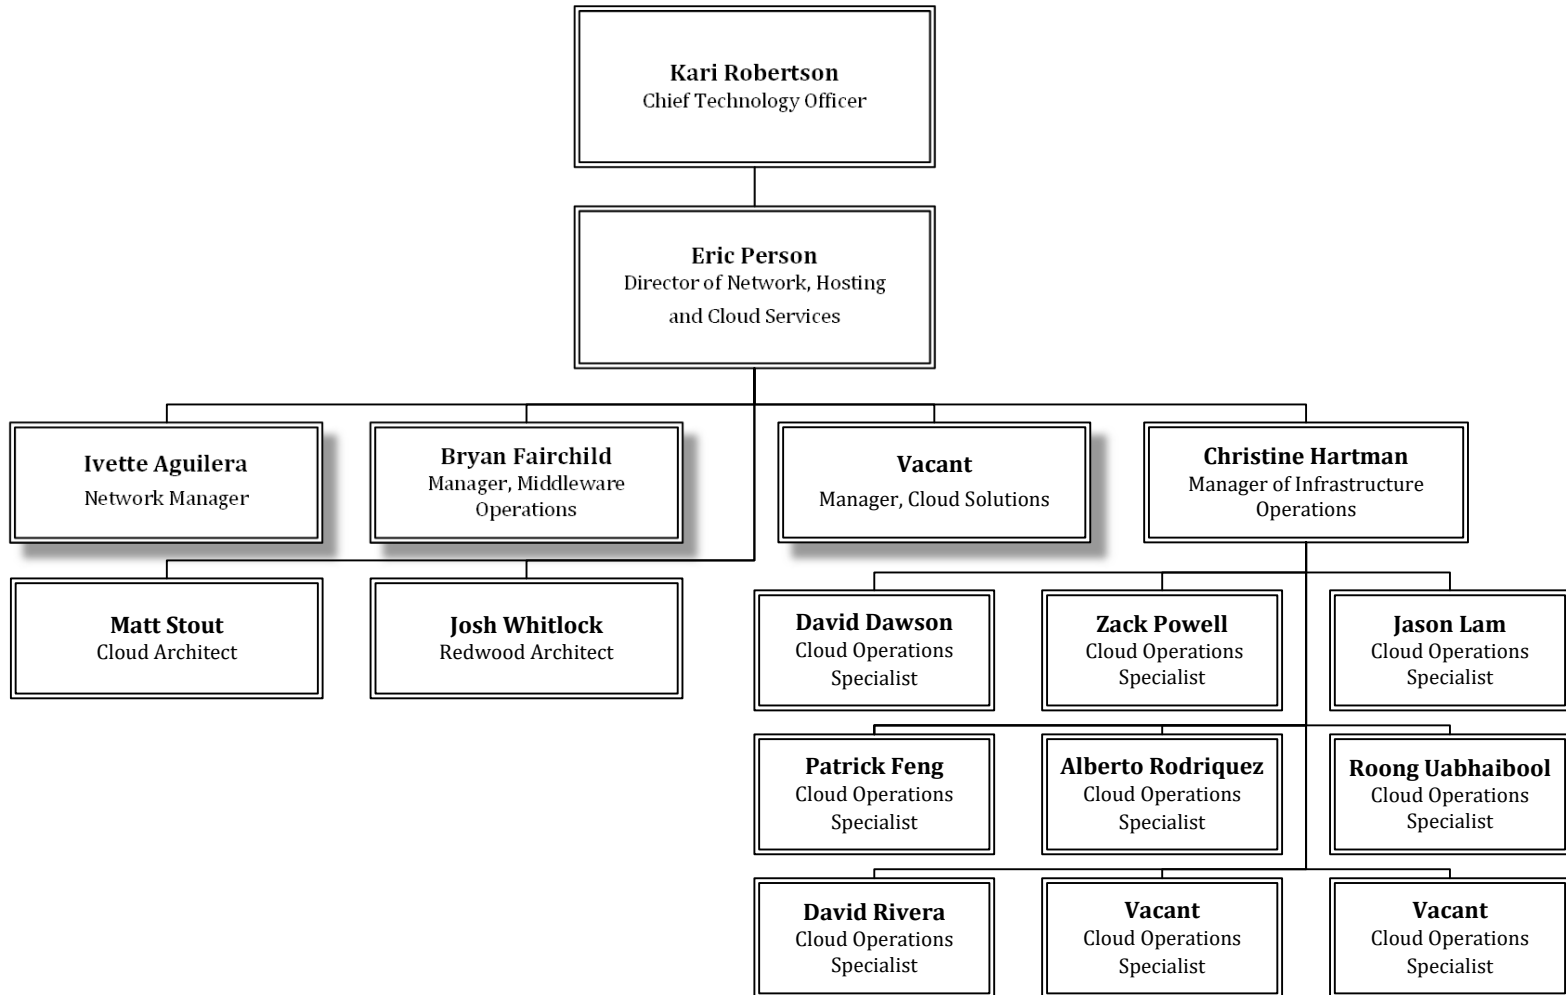 Kari Robertson
Chief Technology Officer
Eric Person
Director of Network, Hosting
and Cloud Services
Ivette Aguilera
Network Manager
Bryan Fairchild
Manager, Middleware
Operations
Vacant
Manager, Cloud Solutions
Christine Hartman
Manager of Infrastructure
Operations
Matt Stout
Cloud Architect
Josh Whitlock
Redwood Architect
David Dawson
Cloud Operations
Specialist
Zack Powell
Cloud Operations
Specialist
Jason Lam
Cloud Operations
Specialist
Patrick Feng
Cloud Operations
Specialist
Alberto Rodriquez
Cloud Operations
Specialist
Roong Uabhaibool
Cloud Operations
Specialist
David Rivera
Cloud Operations
Specialist
Vacant
Cloud Operations
Specialist
Vacant
Cloud Operations
Specialist